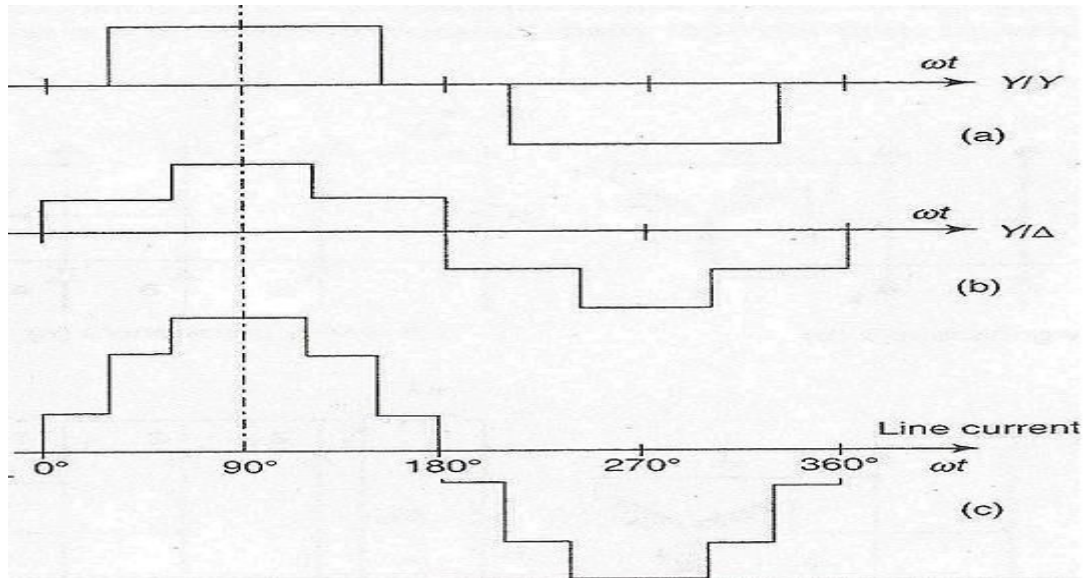 ωt
Y/Y
(a)
ωt
Y/Δ
(b)
Line current
0° 90° 180° 270° 360° ωt
(c)